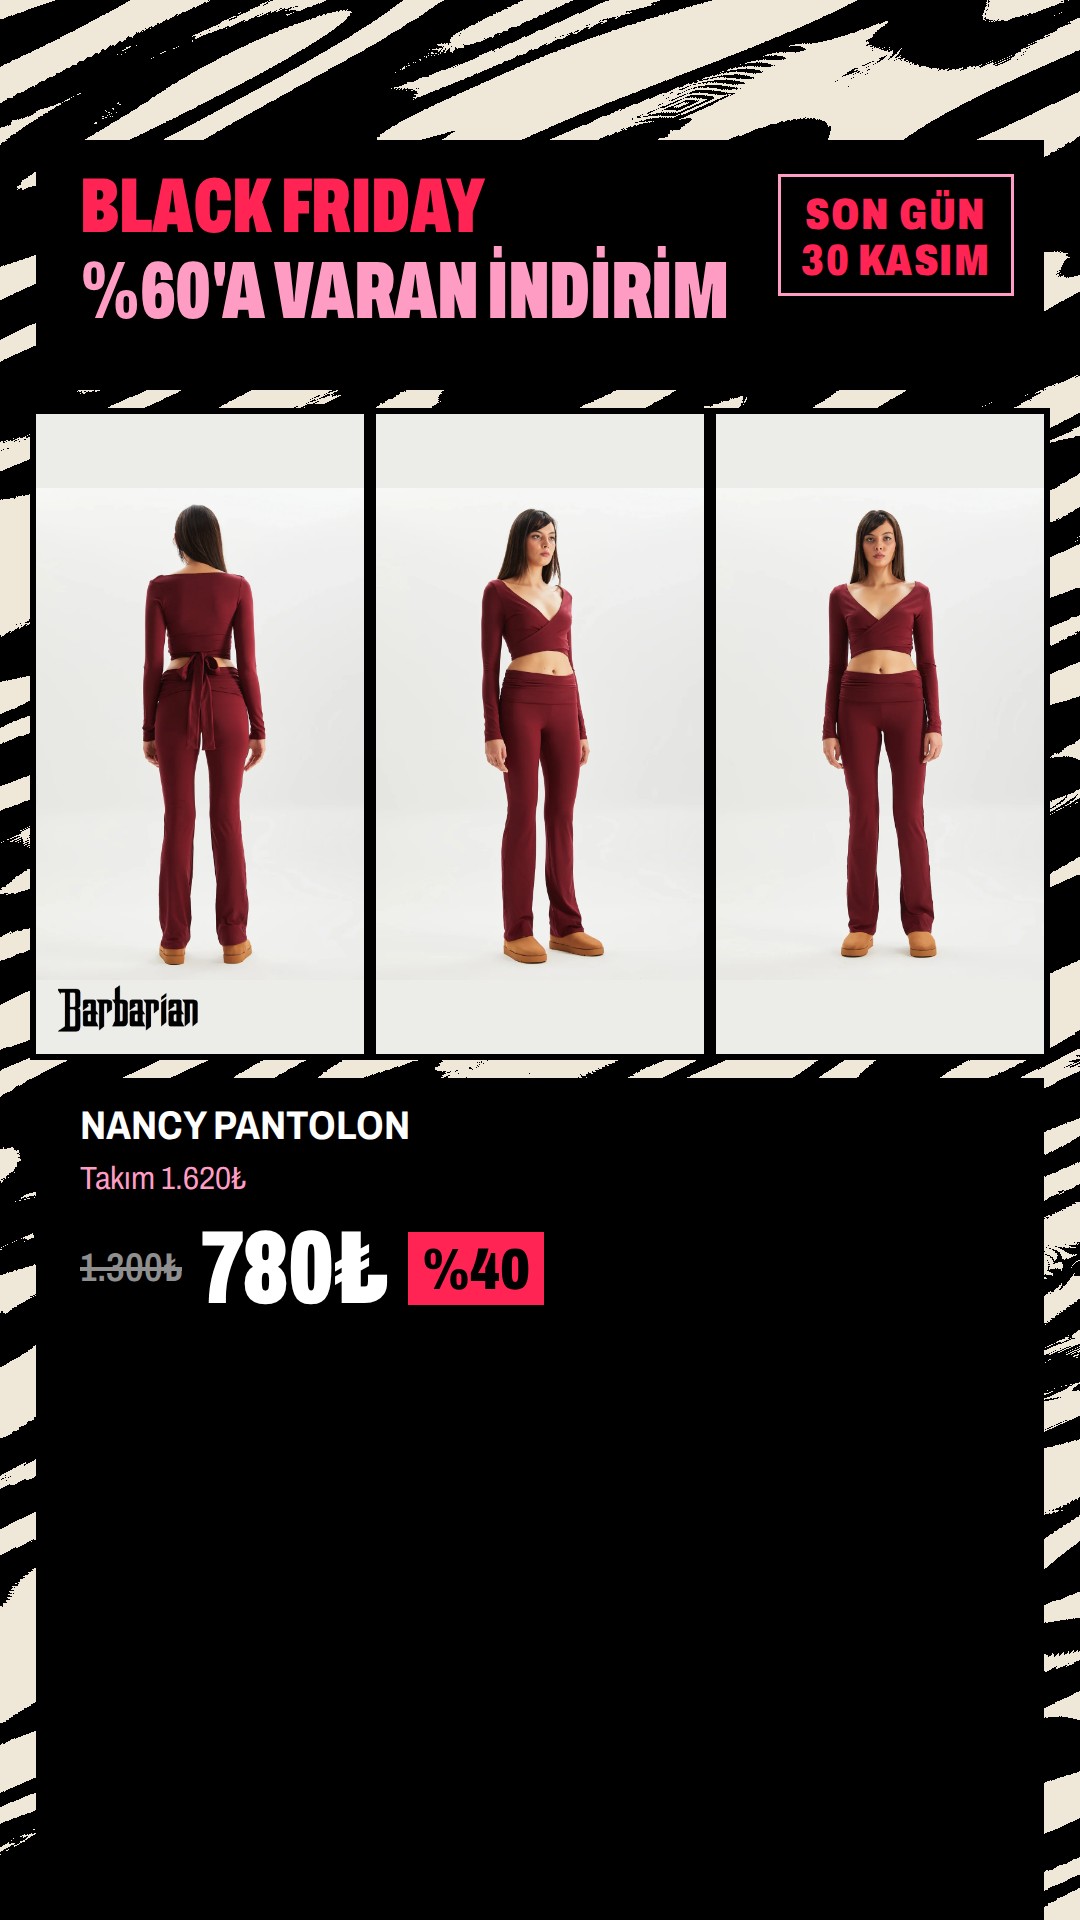 BLACK FRIDAY
%60'A VARAN İNDİRİM
SON GÜN
30 KASIM
Barbarian
NANCY PANTOLON
Takım 1.620₺
1.300₺ 780₺ %40